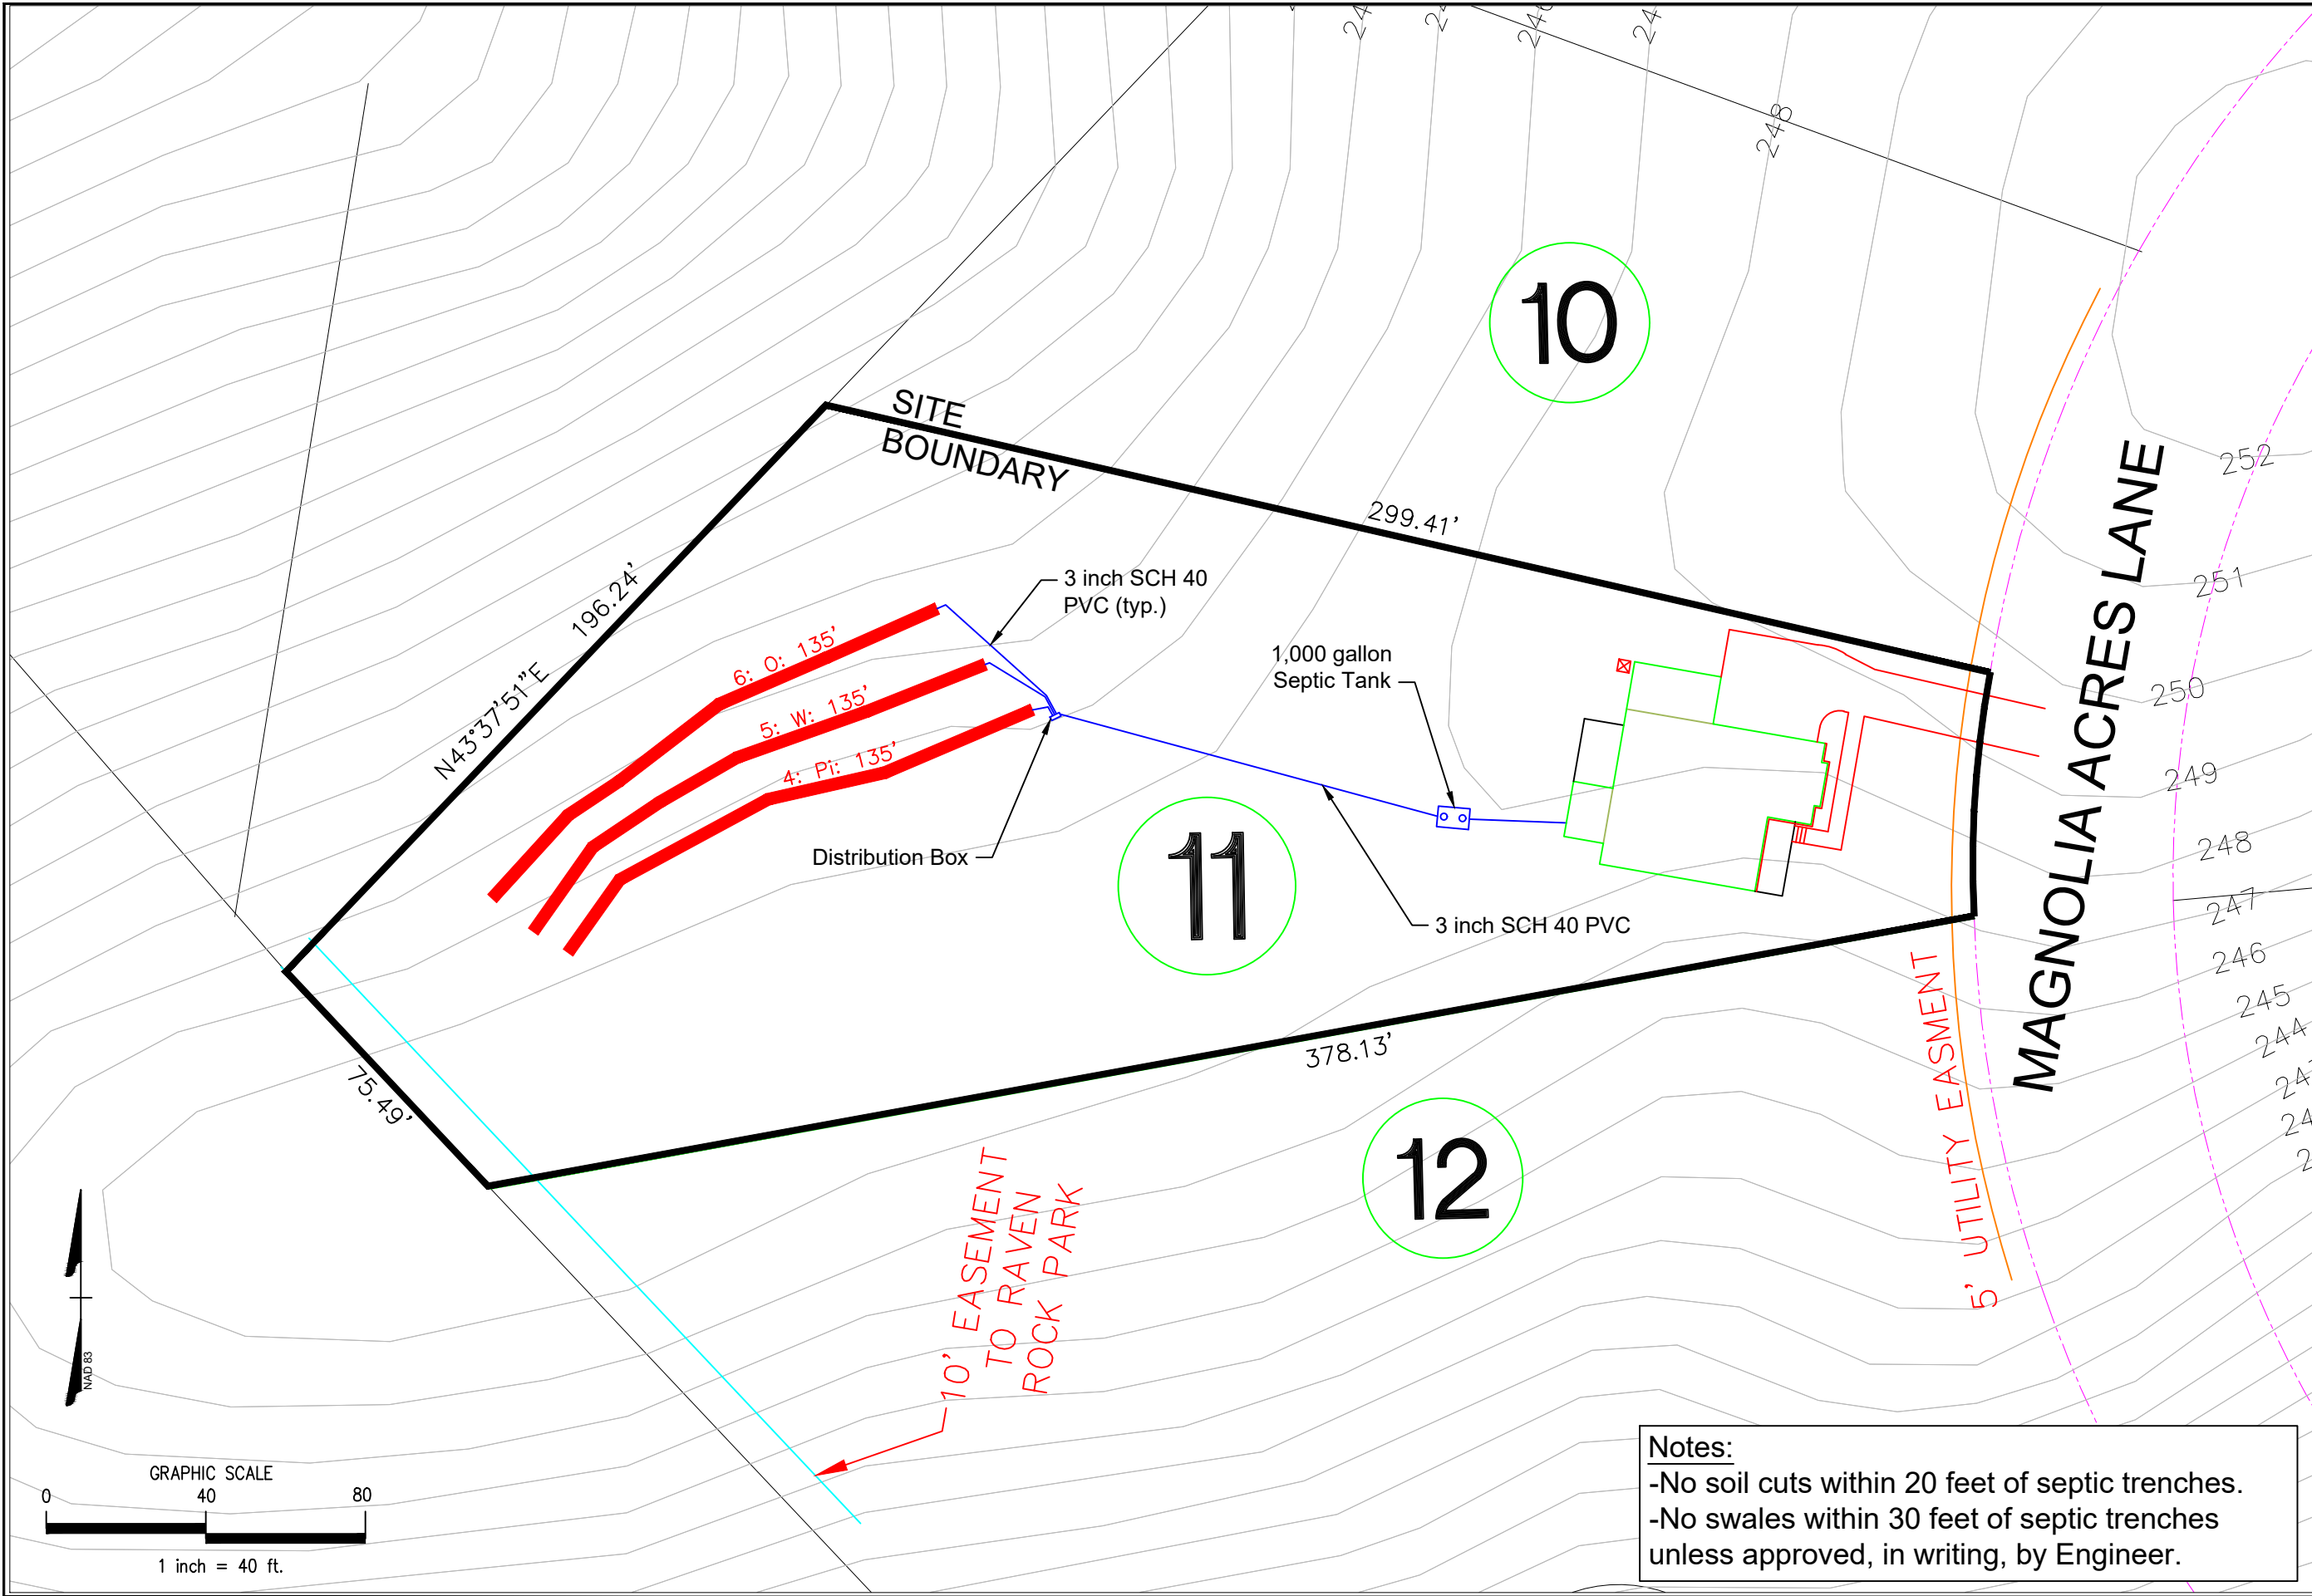 248
10
252
SITE
BOUNDARY
299.41'
251
MAGNOLIA ACRES LANE
3 inch SCH 40
PVC (typ.)
196.24'
N43°37'51"E
6: O: 135'
1,000 gallon
Septic Tank
250
5: W: 135'
4: Pi: 135'
249
Distribution Box
11
248
3 inch SCH 40 PVC
247
246
245
244
5' UTILITY EASMENT
378.13'
75.49'
12
10' EASEMENT
TO RAVEN
ROCK PARK
NAD 83
GRAPHIC SCALE
0 40 80
1 inch = 40 ft.
Notes:
-No soil cuts within 20 feet of septic trenches.
-No swales within 30 feet of septic trenches
unless approved, in writing, by Engineer.